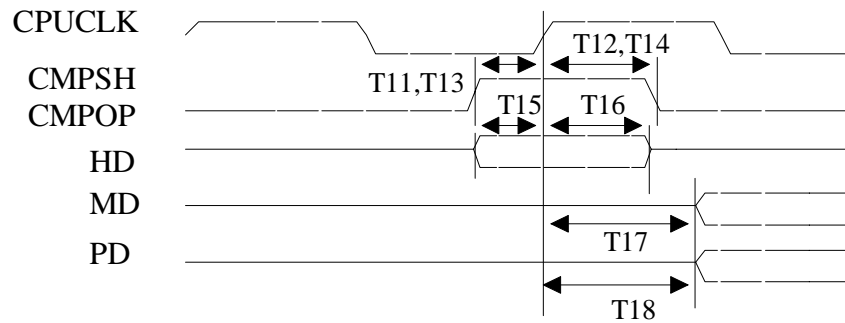 CPUCLK
T12,T14
CMPSH
T11,T13
CMPOP
T15
T16
HD
MD
T17
PD
T18